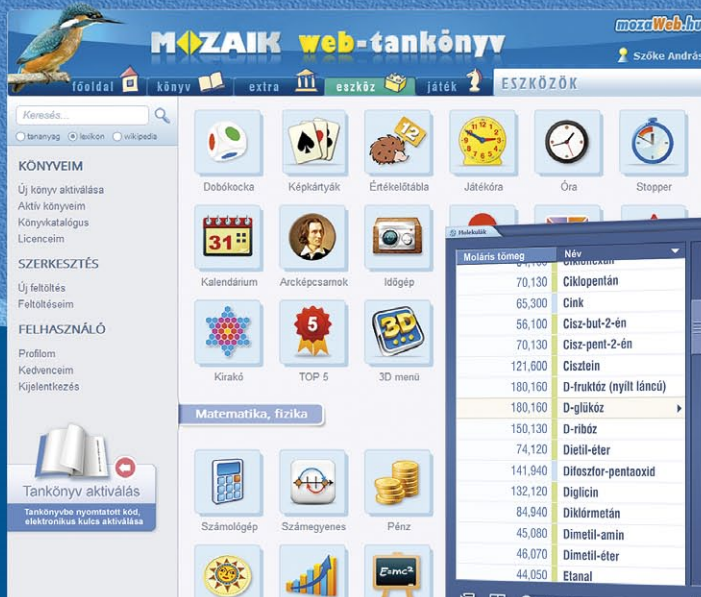 MOZAIK web-tankönyv
mozaWeb.hu
Szőke András
főoldal könyv extra eszköz játék ESZKÖZÖK
Keresés...
tananyag lexikon wikipedia
KÖNYVEIM
Új könyv aktiválása
Aktív könyveim
Könyvkatalógus
Licenceim
SZERKESZTÉS
Új feltöltés
Feltöltéseim
FELHASZNÁLÓ
Profilom
Kedvenceim
Kijelentkezés
Tankönyv aktiválás
Tankönyvbe nyomtatott kód,
elektronikus kulcs aktiválása
12
Dobókocka Képkártyák Értékelőtábla Játékóra Óra Stopper
31
Kalendárium Arcképcsarnok Időgép
5 3D
Kirakó TOP 5 3D menü
Matematika, fizika
Számológép Számegyenes Pénz
E=mc²
Molekulák
Moláris tömeg Név
70,130 Ciklopentán
65,300 Cink
56,100 Cisz-but-2-én
70,130 Cisz-pent-2-én
121,600 Cisztein
180,160 D-fruktóz (nyílt láncú)
180,160 D-glükóz
150,130 D-ribóz
74,120 Dietil-éter
141,940 Difoszfor-pentaoxid
132,120 Diglicin
84,940 Diklórmetán
45,080 Dimetil-amin
46,070 Dimetil-éter
44,050 Etanal